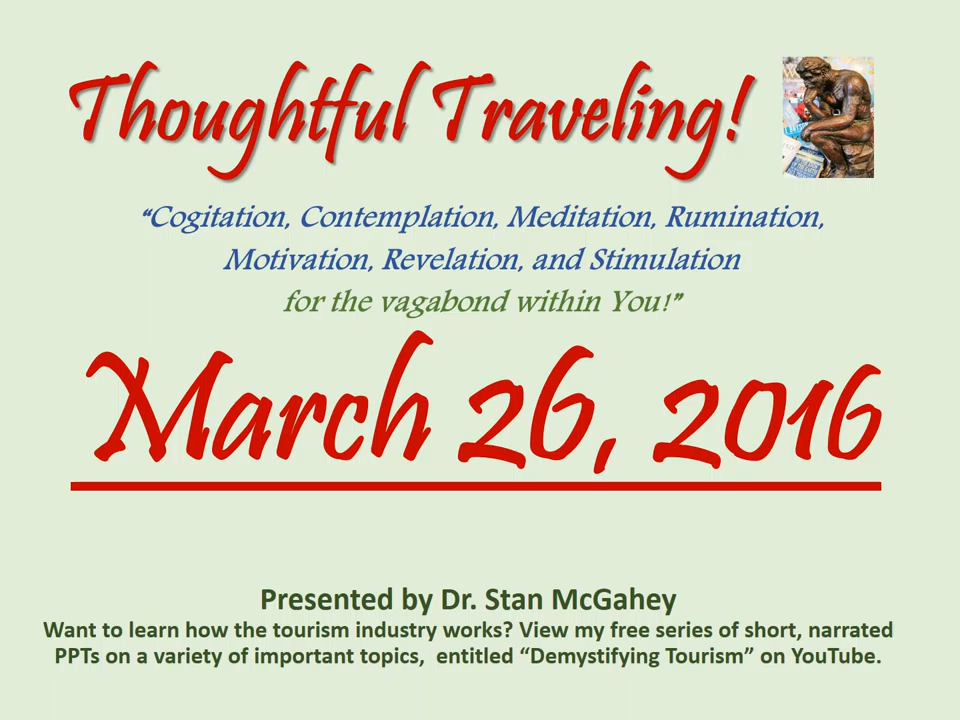 Thoughtful Traveling!
“Cogitation, Contemplation, Meditation, Rumination,
Motivation, Revelation, and Stimulation
for the vagabond within You!”
March 26, 2016
Presented by Dr. Stan McGahey
Want to learn how the tourism industry works? View my free series of short, narrated
PPTs on a variety of important topics,  entitled “Demystifying Tourism” on YouTube.